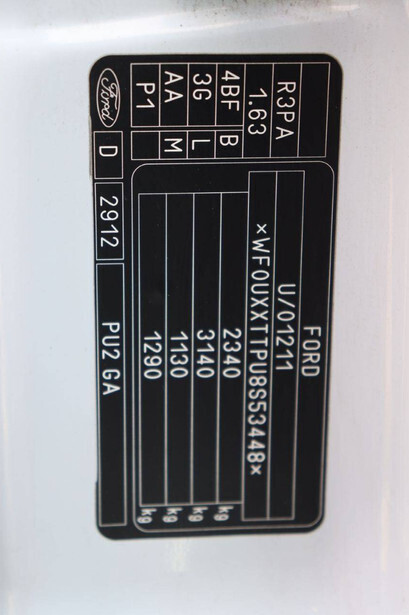 FORD
R3PA U/01211
1.63 ×WF0UXXTTPU8S53448×
4BF B 2340 kg
3G L 3140 kg
AA M 1130 kg
P1 1290 kg
Ford D 2912 PU2 GA